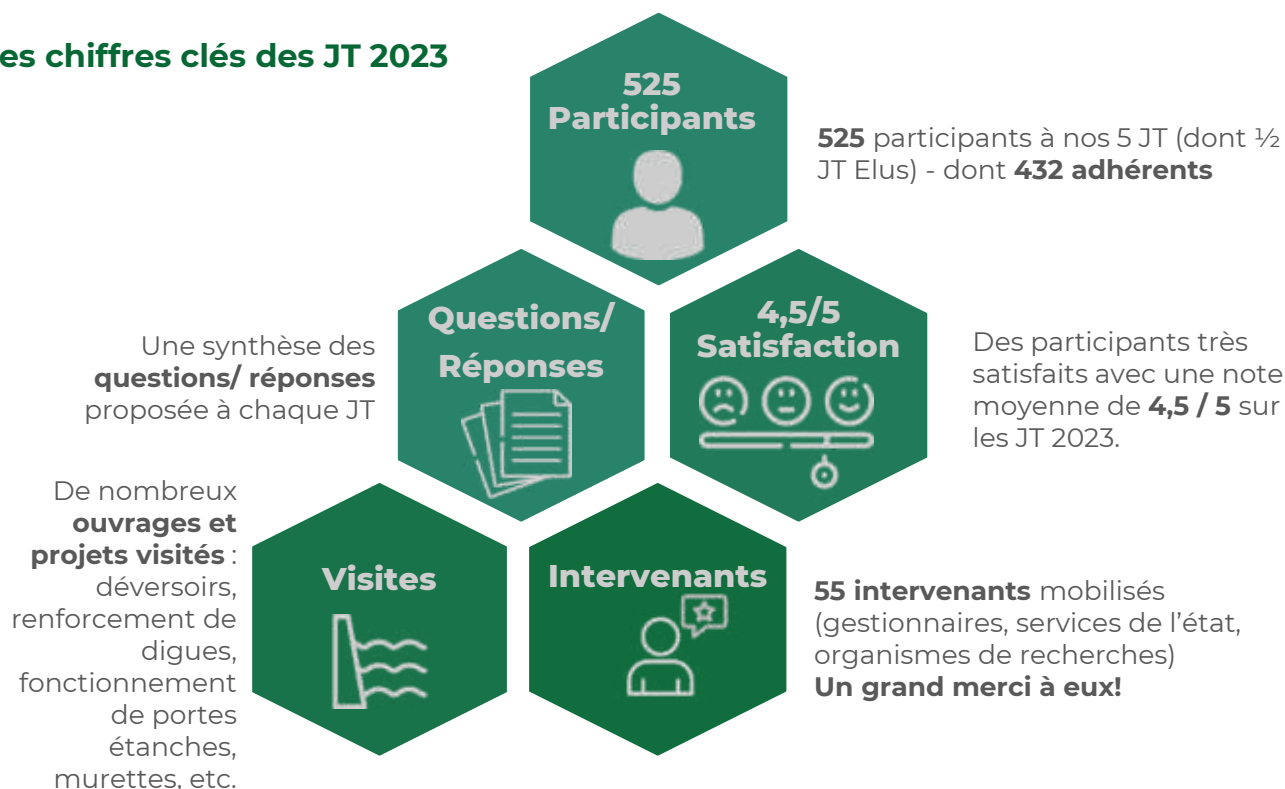 es chiffres clés des JT 2023
525
Participants
525 participants à nos 5 JT (dont ½
JT Elus) - dont 432 adhérents
Une synthèse des
questions/ réponses
proposée à chaque JT
Questions/
Réponses
4,5/5
Satisfaction
Des participants très
satisfaits avec une note
moyenne de 4,5 / 5 sur
les JT 2023.
De nombreux
ouvrages et
projets visités :
déversoirs,
renforcement de
digues,
fonctionnement
de portes
étanches,
murettes, etc.
Visites
Intervenants
55 intervenants mobilisés
(gestionnaires, services de l’état,
organismes de recherches)
Un grand merci à eux!